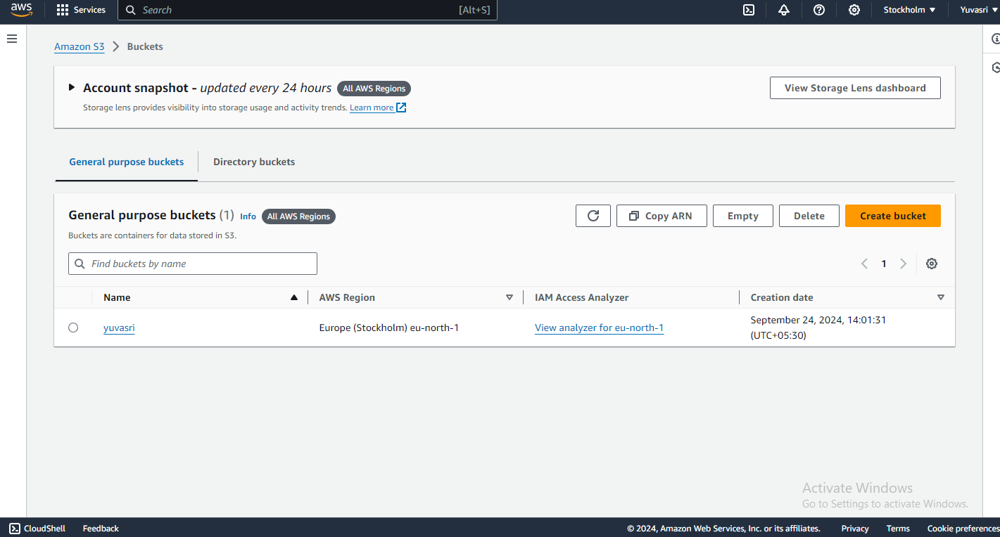 aws Services Search [Alt+S] Stockholm ▼ Yuvasri ▼
Amazon S3 > Buckets
Account snapshot - updated every 24 hours All AWS Regions View Storage Lens dashboard
Storage lens provides visibility into storage usage and activity trends. Learn more
General purpose buckets Directory buckets
General purpose buckets (1) Info All AWS Regions Copy ARN Empty Delete Create bucket
Buckets are containers for data stored in S3.
Find buckets by name 1
Name AWS Region IAM Access Analyzer Creation date
yuvasri Europe (Stockholm) eu-north-1 View analyzer for eu-north-1 September 24, 2024, 14:01:31
(UTC+05:30)
Activate Windows
Go to Settings to activate Windows.
CloudShell Feedback © 2024, Amazon Web Services, Inc. or its affiliates. Privacy Terms Cookie preferences